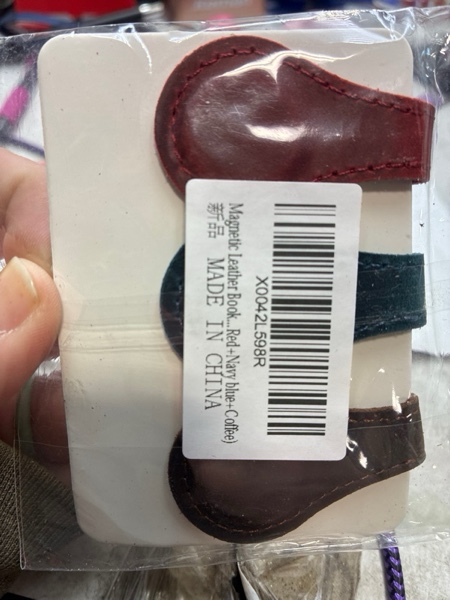 X0042L598R
Magnetic Leather Book...Red+Navy blue+Coffee)
新品 MADE IN CHINA